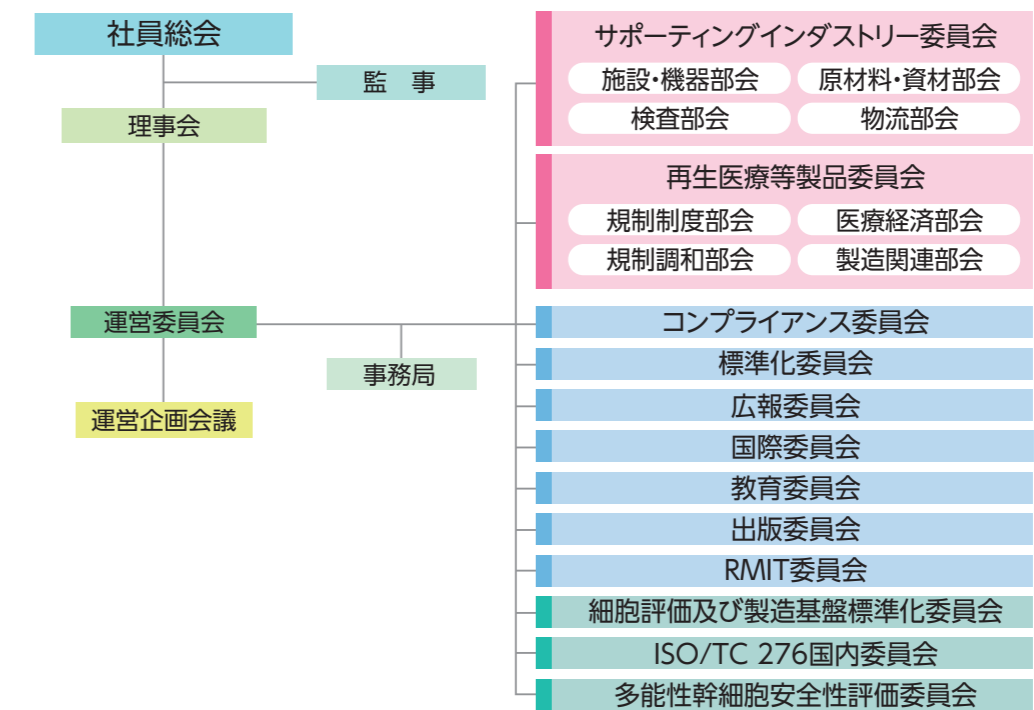 社員総会
監　事
理事会
運営委員会
事務局
運営企画会議
サポーティングインダストリー委員会
施設・機器部会
原材料・資材部会
検査部会
物流部会
再生医療等製品委員会
規制制度部会
医療経済部会
規制調和部会
製造関連部会
コンプライアンス委員会
標準化委員会
広報委員会
国際委員会
教育委員会
出版委員会
RMIT委員会
細胞評価及び製造基盤標準化委員会
ISO/TC 276国内委員会
多能性幹細胞安全性評価委員会